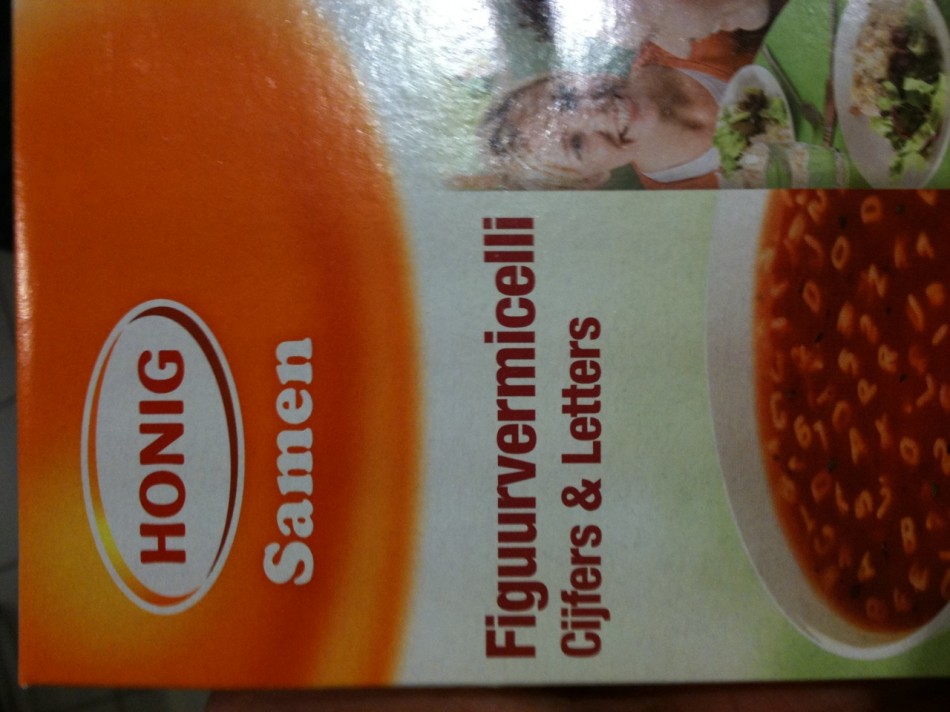 HONIG
Samen
Figuurvermicelli
Cijfers & Letters